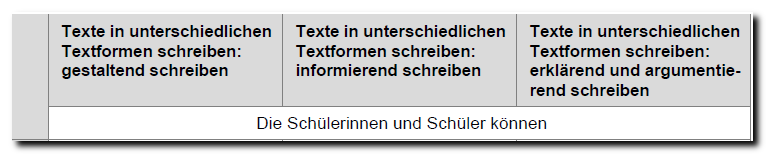 Texte in unterschiedlichen
Textformen schreiben:
gestaltend schreiben
Texte in unterschiedlichen
Textformen schreiben:
informierend schreiben
Texte in unterschiedlichen
Textformen schreiben:
erklärend und argumentie-
rend schreiben
Die Schülerinnen und Schüler können